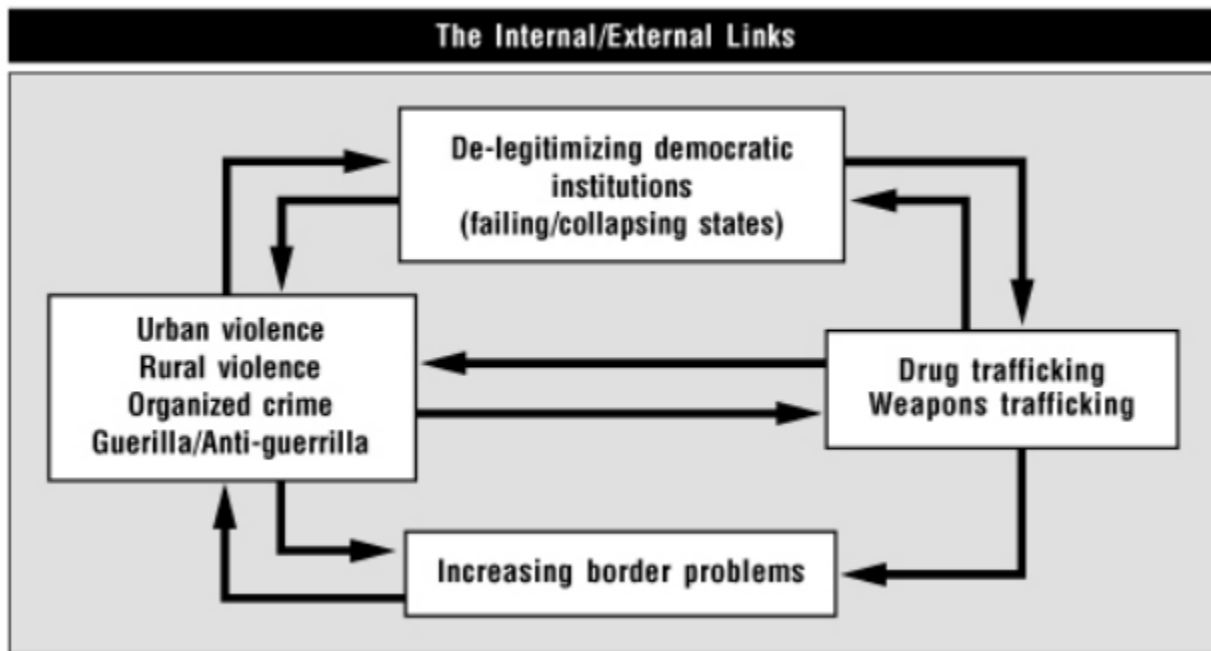 The Internal/External Links
De-legitimizing democratic
institutions
(failing/collapsing states)
Urban violence
Rural violence
Organized crime
Guerilla/Anti-guerrilla
Drug trafficking
Weapons trafficking
Increasing border problems